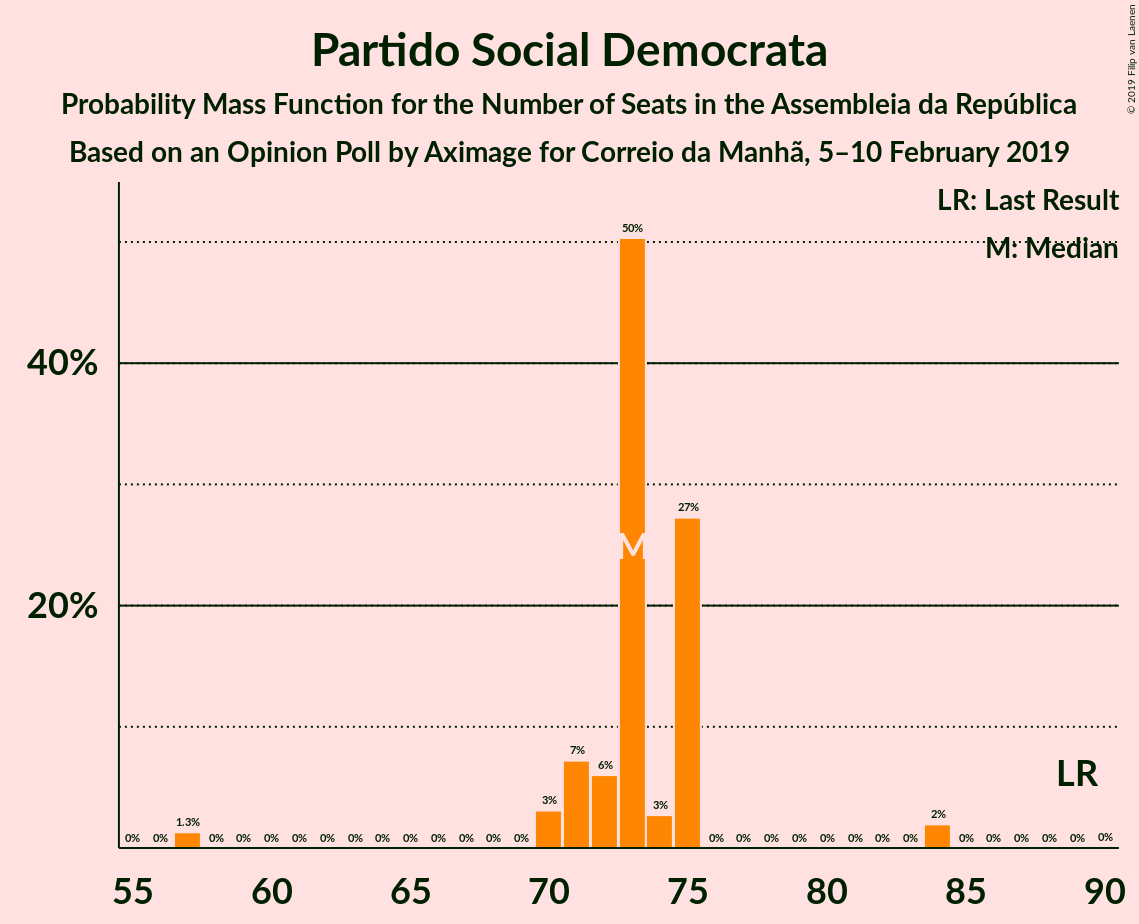 Partido Social Democrata
Probability Mass Function for the Number of Seats in the Assembleia da República
Based on an Opinion Poll by Aximage for Correio da Manhã, 5–10 February 2019
© 2019 Filip van Laenen
LR: Last Result
M: Median
40%
20%
0% 0% 1.3% 0% 0% 0% 0% 0% 0% 0% 0% 0% 0% 0% 0% 3% 7% 6% 50% 3% 27% 0% 0% 0% 0% 0% 0% 0% 0% 2% 0% 0% 0% 0% 0% 0%
M
LR
55 60 65 70 75 80 85 90